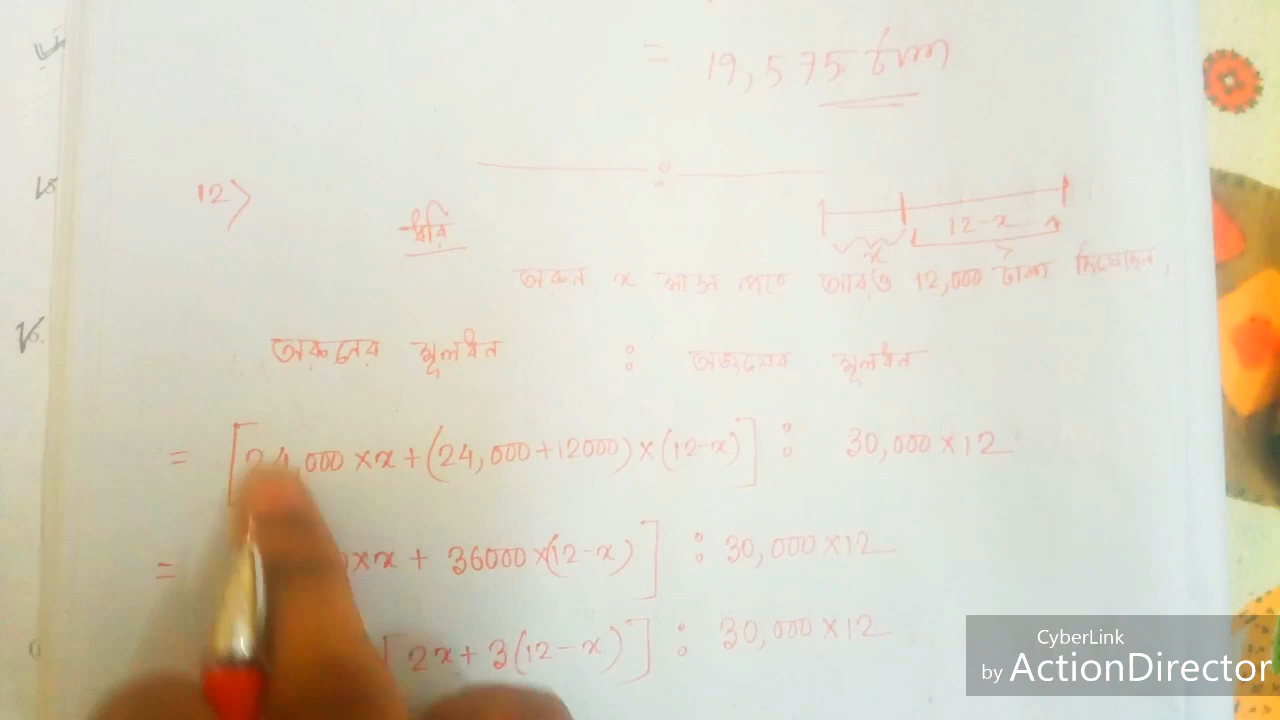 = 19,575 টাকা
12>
ধরি
12-x
x
অরুন x মাস পরে আরও 12,000 টাকা দিয়েছিল,
অরুনের মূলধন : অজয়ের মূলধন
= [24,000×x+(24,000+12000)×(12-x)] : 30,000×12
= ×x + 36000×(12-x)] : 30,000×12
[2x+3(12-x)] : 30,000×12
CyberLink
by ActionDirector